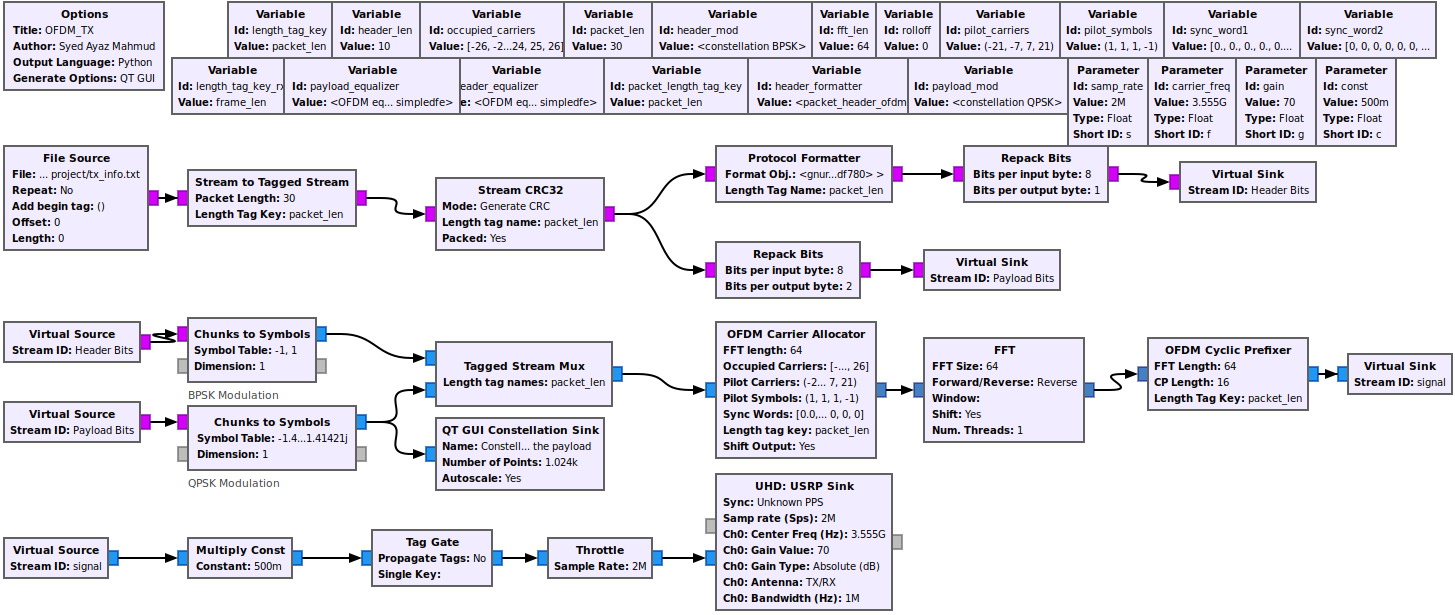 Options
Title: OFDM_TX
Author: Syed Ayaz Mahmud
Output Language: Python
Generate Options: QT GUI
Variable
Id: length_tag_key
Value: packet_len
Variable
Id: header_len
Value: 10
Variable
Id: occupied_carriers
Value: [-26, -2...24, 25, 26]
Variable
Id: packet_len
Value: 30
Variable
Id: header_mod
Value: <constellation BPSK>
Variable
Id: fft_len
Value: 64
Variable
Id: rolloff
Value: 0
Variable
Id: pilot_carriers
Value: (-21, -7, 7, 21)
Variable
Id: pilot_symbols
Value: (1, 1, 1, -1)
Variable
Id: sync_word1
Value: [0., 0., 0., 0., 0....
Variable
Id: sync_word2
Value: [0, 0, 0, 0, 0, 0, ...
Variable
Id: length_tag_key_rx
Value: frame_len
Variable
Id: payload_equalizer
Value: <OFDM eq... simpledfe>
Variable
eader_equalizer
e: <OFDM eq... simpledfe>
Variable
Id: packet_length_tag_key
Value: packet_len
Variable
Id: header_formatter
Value: <packet_header_ofdm
Variable
Id: payload_mod
Value: <constellation QPSK>
Parameter
Id: samp_rate
Value: 2M
Type: Float
Short ID: s
Parameter
Id: carrier_freq
Value: 3.555G
Type: Float
Short ID: f
Parameter
Id: gain
Value: 70
Type: Float
Short ID: g
Parameter
Id: const
Value: 500m
Type: Float
Short ID: c
File Source
File: ... project/tx_info.txt
Repeat: No
Add begin tag: ()
Offset: 0
Length: 0
Stream to Tagged Stream
Packet Length: 30
Length Tag Key: packet_len
Stream CRC32
Mode: Generate CRC
Length tag name: packet_len
Packed: Yes
Protocol Formatter
Format Obj.: <gnur...df780> >
Length Tag Name: packet_len
Repack Bits
Bits per input byte: 8
Bits per output byte: 1
Virtual Sink
Stream ID: Header Bits
Repack Bits
Bits per input byte: 8
Bits per output byte: 2
Virtual Sink
Stream ID: Payload Bits
Virtual Source
Stream ID: Header Bits
Chunks to Symbols
Symbol Table: -1, 1
Dimension: 1
BPSK Modulation
Virtual Source
Stream ID: Payload Bits
Chunks to Symbols
Symbol Table: -1.4...1.41421j
Dimension: 1
QPSK Modulation
Tagged Stream Mux
Length tag names: packet_len
QT GUI Constellation Sink
Name: Constell... the payload
Number of Points: 1.024k
Autoscale: Yes
OFDM Carrier Allocator
FFT length: 64
Occupied Carriers: [-..., 26]
Pilot Carriers: (-2... 7, 21)
Pilot Symbols: (1, 1, 1, -1)
Sync Words: [0.0,... 0, 0, 0]
Length tag key: packet_len
Shift Output: Yes
FFT
FFT Size: 64
Forward/Reverse: Reverse
Window:
Shift: Yes
Num. Threads: 1
OFDM Cyclic Prefixer
FFT Length: 64
CP Length: 16
Length Tag Key: packet_len
Virtual Sink
Stream ID: signal
Virtual Source
Stream ID: signal
Multiply Const
Constant: 500m
Tag Gate
Propagate Tags: No
Single Key:
Throttle
Sample Rate: 2M
UHD: USRP Sink
Sync: Unknown PPS
Samp rate (Sps): 2M
Ch0: Center Freq (Hz): 3.555G
Ch0: Gain Value: 70
Ch0: Gain Type: Absolute (dB)
Ch0: Antenna: TX/RX
Ch0: Bandwidth (Hz): 1M